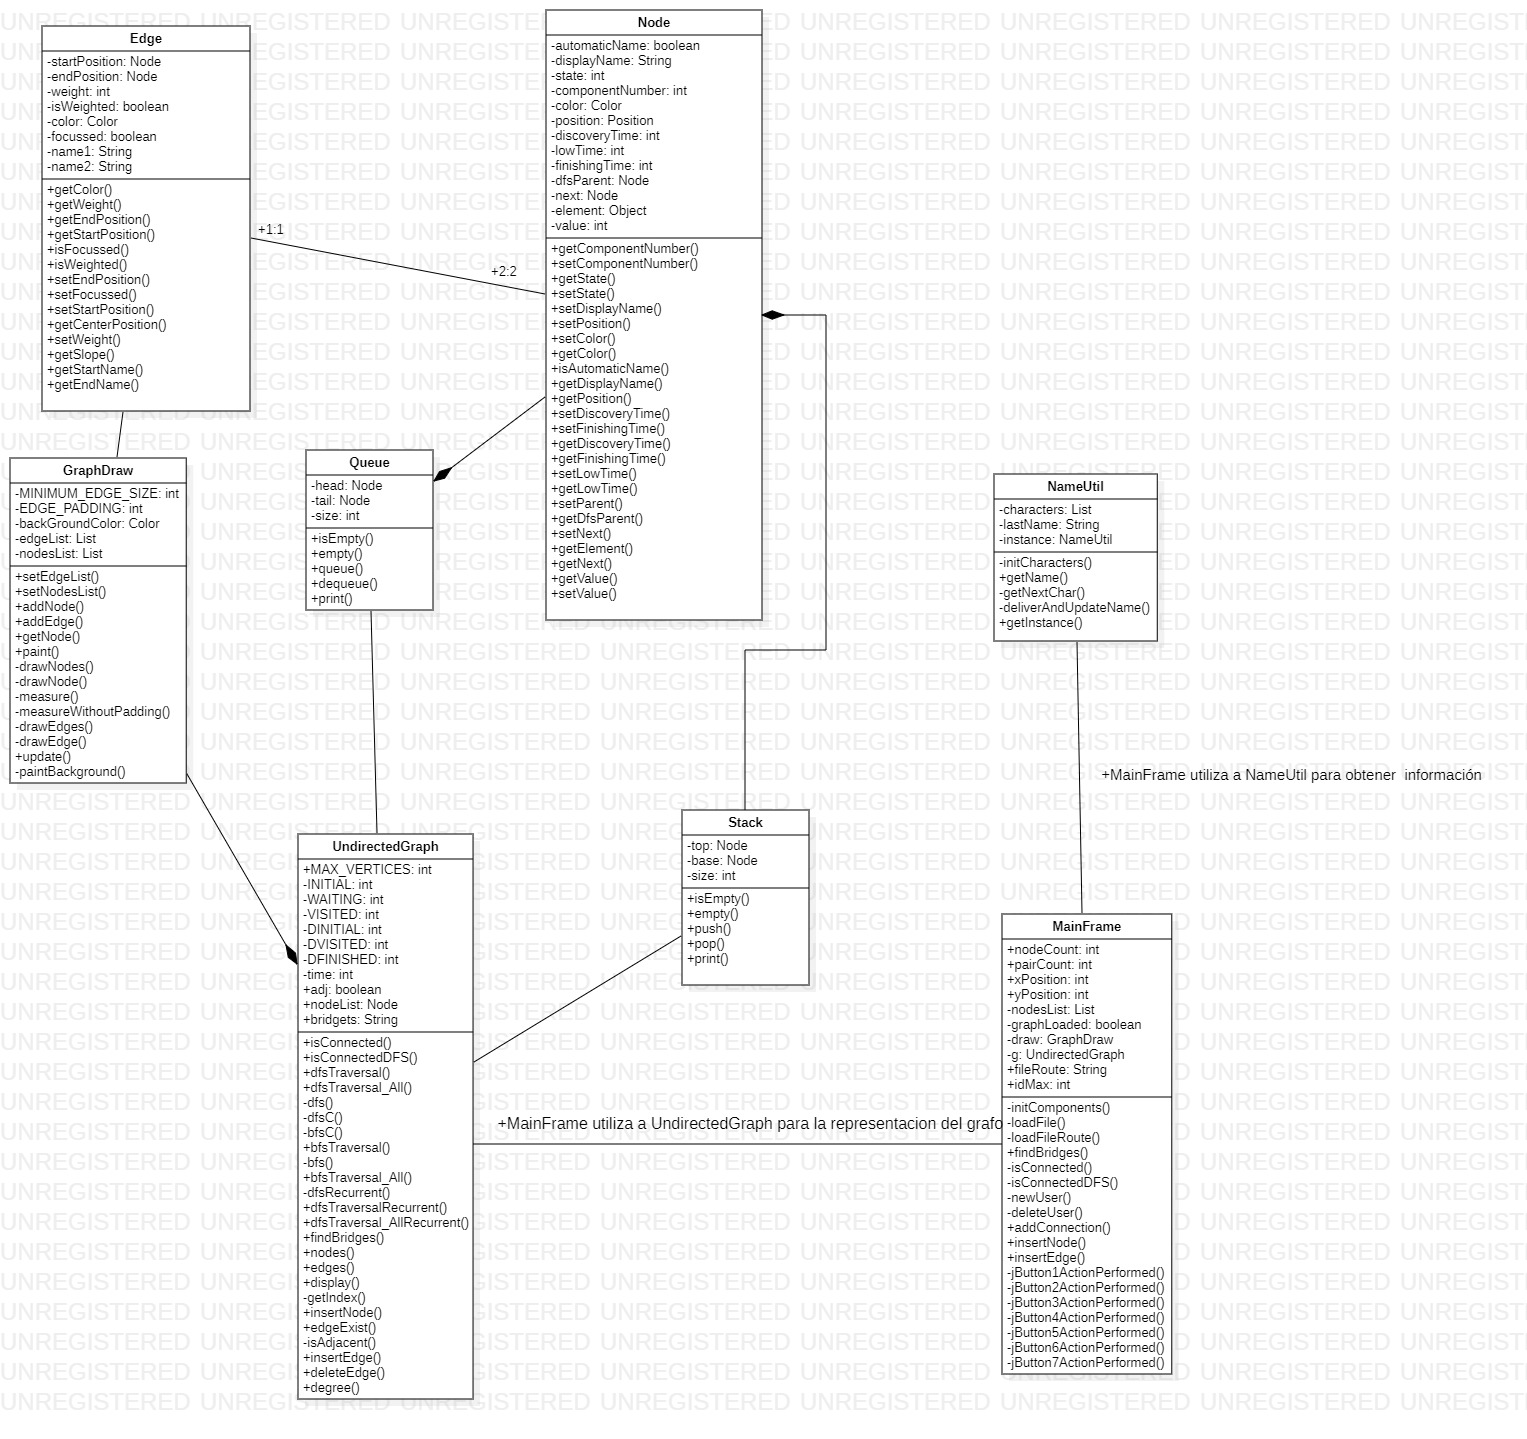 Edge
-startPosition: Node
-endPosition: Node
-weight: int
-isWeighted: boolean
-color: Color
-focussed: boolean
-name1: String
-name2: String
+getColor()
+getWeight()
+getEndPosition()
+getStartPosition()
+isFocussed()
+isWeighted()
+setEndPosition()
+setFocussed()
+setStartPosition()
+getCenterPosition()
+setWeight()
+getSlope()
+getStartName()
+getEndName()
+1:1
+2:2
Node
-automaticName: boolean
-displayName: String
-state: int
-componentNumber: int
-color: Color
-position: Position
-discoveryTime: int
-lowTime: int
-finishingTime: int
-dfsParent: Node
-next: Node
-element: Object
-value: int
+getComponentNumber()
+setComponentNumber()
+getState()
+setState()
+setDisplayName()
+setPosition()
+setColor()
+getColor()
+isAutomaticName()
+getDisplayName()
+getPosition()
+setDiscoveryTime()
+setFinishingTime()
+getDiscoveryTime()
+getFinishingTime()
+setLowTime()
+getLowTime()
+setParent()
+getDfsParent()
+setNext()
+getElement()
+getNext()
+getValue()
+setValue()
GraphDraw
-MINIMUM_EDGE_SIZE: int
-EDGE_PADDING: int
-backGroundColor: Color
-edgeList: List
-nodesList: List
+setEdgeList()
+setNodesList()
+addNode()
+addEdge()
+getNode()
+paint()
-drawNodes()
-drawNode()
-measure()
-measureWithoutPadding()
-drawEdges()
-drawEdge()
+update()
-paintBackground()
Queue
-head: Node
-tail: Node
-size: int
+isEmpty()
+empty()
+queue()
+dequeue()
+print()
NameUtil
-characters: List
-lastName: String
-instance: NameUtil
-initCharacters()
+getName()
-getNextChar()
-deliverAndUpdateName()
+getInstance()
+MainFrame utiliza a NameUtil para obtener  información
UndirectedGraph
+MAX_VERTICES: int
-INITIAL: int
-WAITING: int
-VISITED: int
-DINITIAL: int
-DVISITED: int
-DFINISHED: int
-time: int
+adj: boolean
+nodeList: Node
+bridgets: String
+isConnected()
+isConnectedDFS()
+dfsTraversal()
+dfsTraversal_All()
-dfs()
-dfsC()
-bfsC()
+bfsTraversal()
-bfs()
+bfsTraversal_All()
-dfsRecurrent()
+dfsTraversalRecurrent()
+dfsTraversal_AllRecurrent()
+findBridges()
+nodes()
+edges()
+display()
-getIndex()
+insertNode()
+edgeExist()
-isAdjacent()
+insertEdge()
+deleteEdge()
+degree()
Stack
-top: Node
-base: Node
-size: int
+isEmpty()
+empty()
+push()
+pop()
+print()
+MainFrame utiliza a UndirectedGraph para la representacion del grafo
MainFrame
+nodeCount: int
+pairCount: int
+xPosition: int
+yPosition: int
-nodesList: List
-graphLoaded: boolean
-draw: GraphDraw
-g: UndirectedGraph
+fileRoute: String
+idMax: int
-initComponents()
-loadFile()
-loadFileRoute()
+findBridges()
-isConnected()
-isConnectedDFS()
-newUser()
-deleteUser()
+addConnection()
+insertNode()
+insertEdge()
-jButton1ActionPerformed()
-jButton2ActionPerformed()
-jButton3ActionPerformed()
-jButton4ActionPerformed()
-jButton5ActionPerformed()
-jButton6ActionPerformed()
-jButton7ActionPerformed()